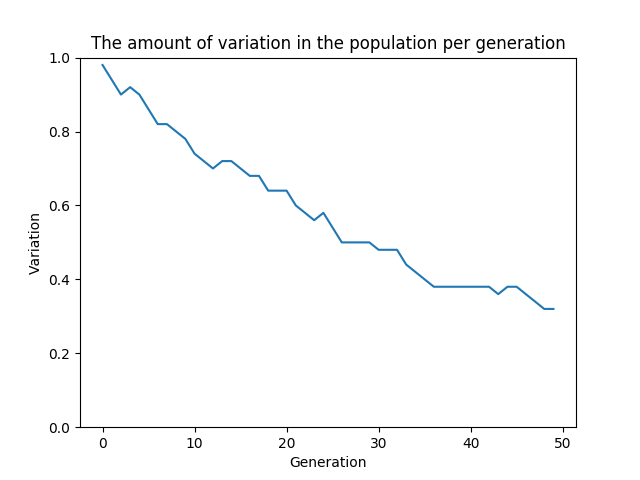 The amount of variation in the population per generation
1.0
0.8
0.6
0.4
0.2
0.0
Variation
0 10 20 30 40 50
Generation